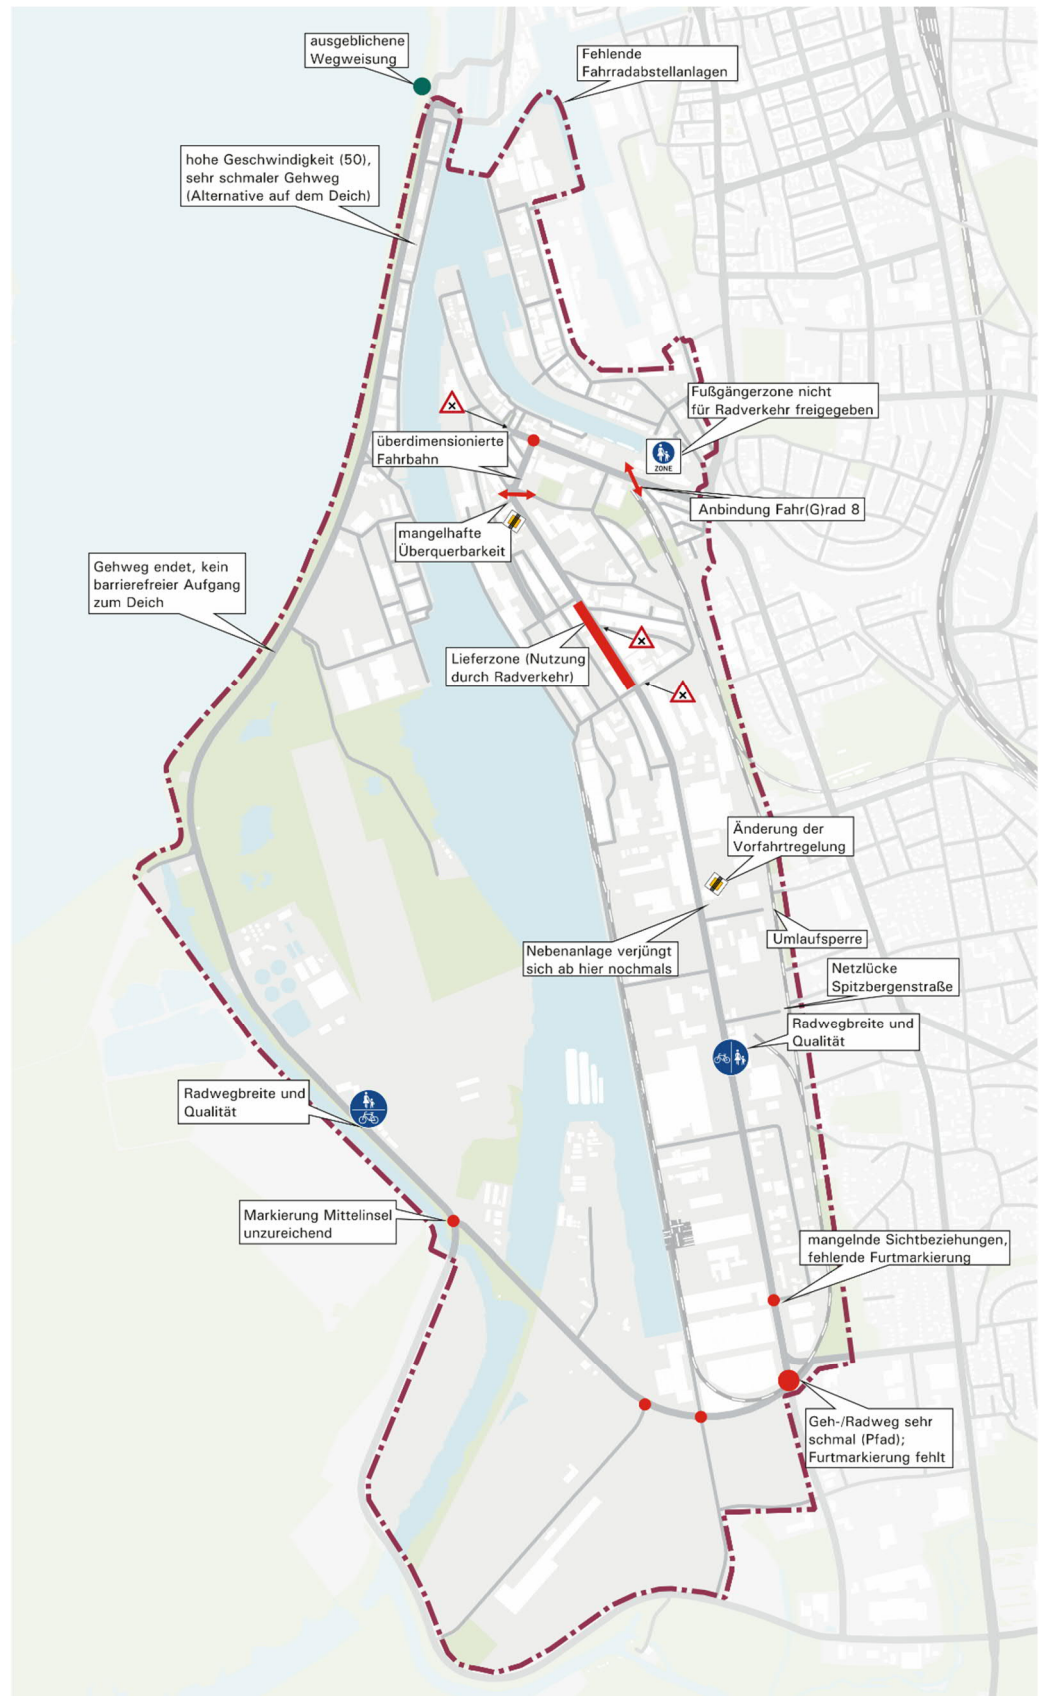 ausgeblichene
Wegweisung
Fehlende
Fahrradabstellanlagen
hohe Geschwindigkeit (50),
sehr schmaler Gehweg
(Alternative auf dem Deich)
Fußgängerzone nicht
für Radverkehr freigegeben
überdimensionierte
Fahrbahn
ZONE
Anbindung Fahr(G)rad 8
mangelhafte
Überquerbarkeit
Gehweg endet, kein
barrierefreier Aufgang
zum Deich
Lieferzone (Nutzung
durch Radverkehr)
Änderung der
Vorfahrtregelung
Umlaufsperre
Nebenanlage verjüngt
sich ab hier nochmals
Netzlücke
Spitzbergenstraße
Radwegbreite und
Qualität
Radwegbreite und
Qualität
Markierung Mittelinsel
unzureichend
mangelnde Sichtbeziehungen,
fehlende Furtmarkierung
Geh-/Radweg sehr
schmal (Pfad);
Furtmarkierung fehlt